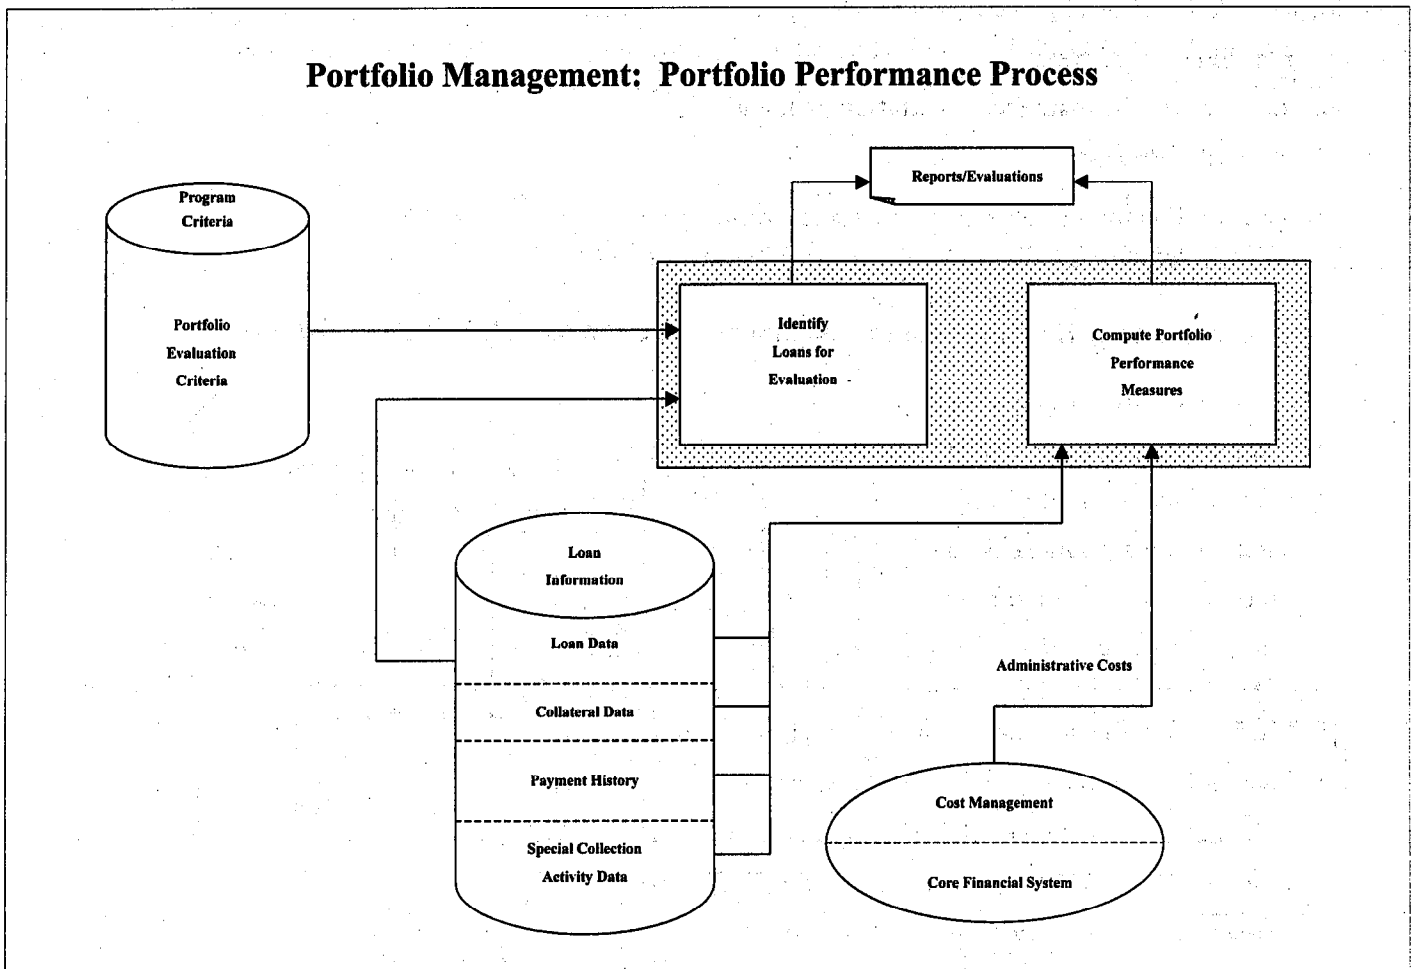 Portfolio Management: Portfolio Performance Process
Reports/Evaluations
Program
Criteria
Portfolio
Evaluation
Criteria
Identify
Loans for
Evaluation
Compute Portfolio
Performance
Measures
Loan
Information
Loan Data
Collateral Data
Payment History
Special Collection
Activity Data
Administrative Costs
Cost Management
Core Financial System